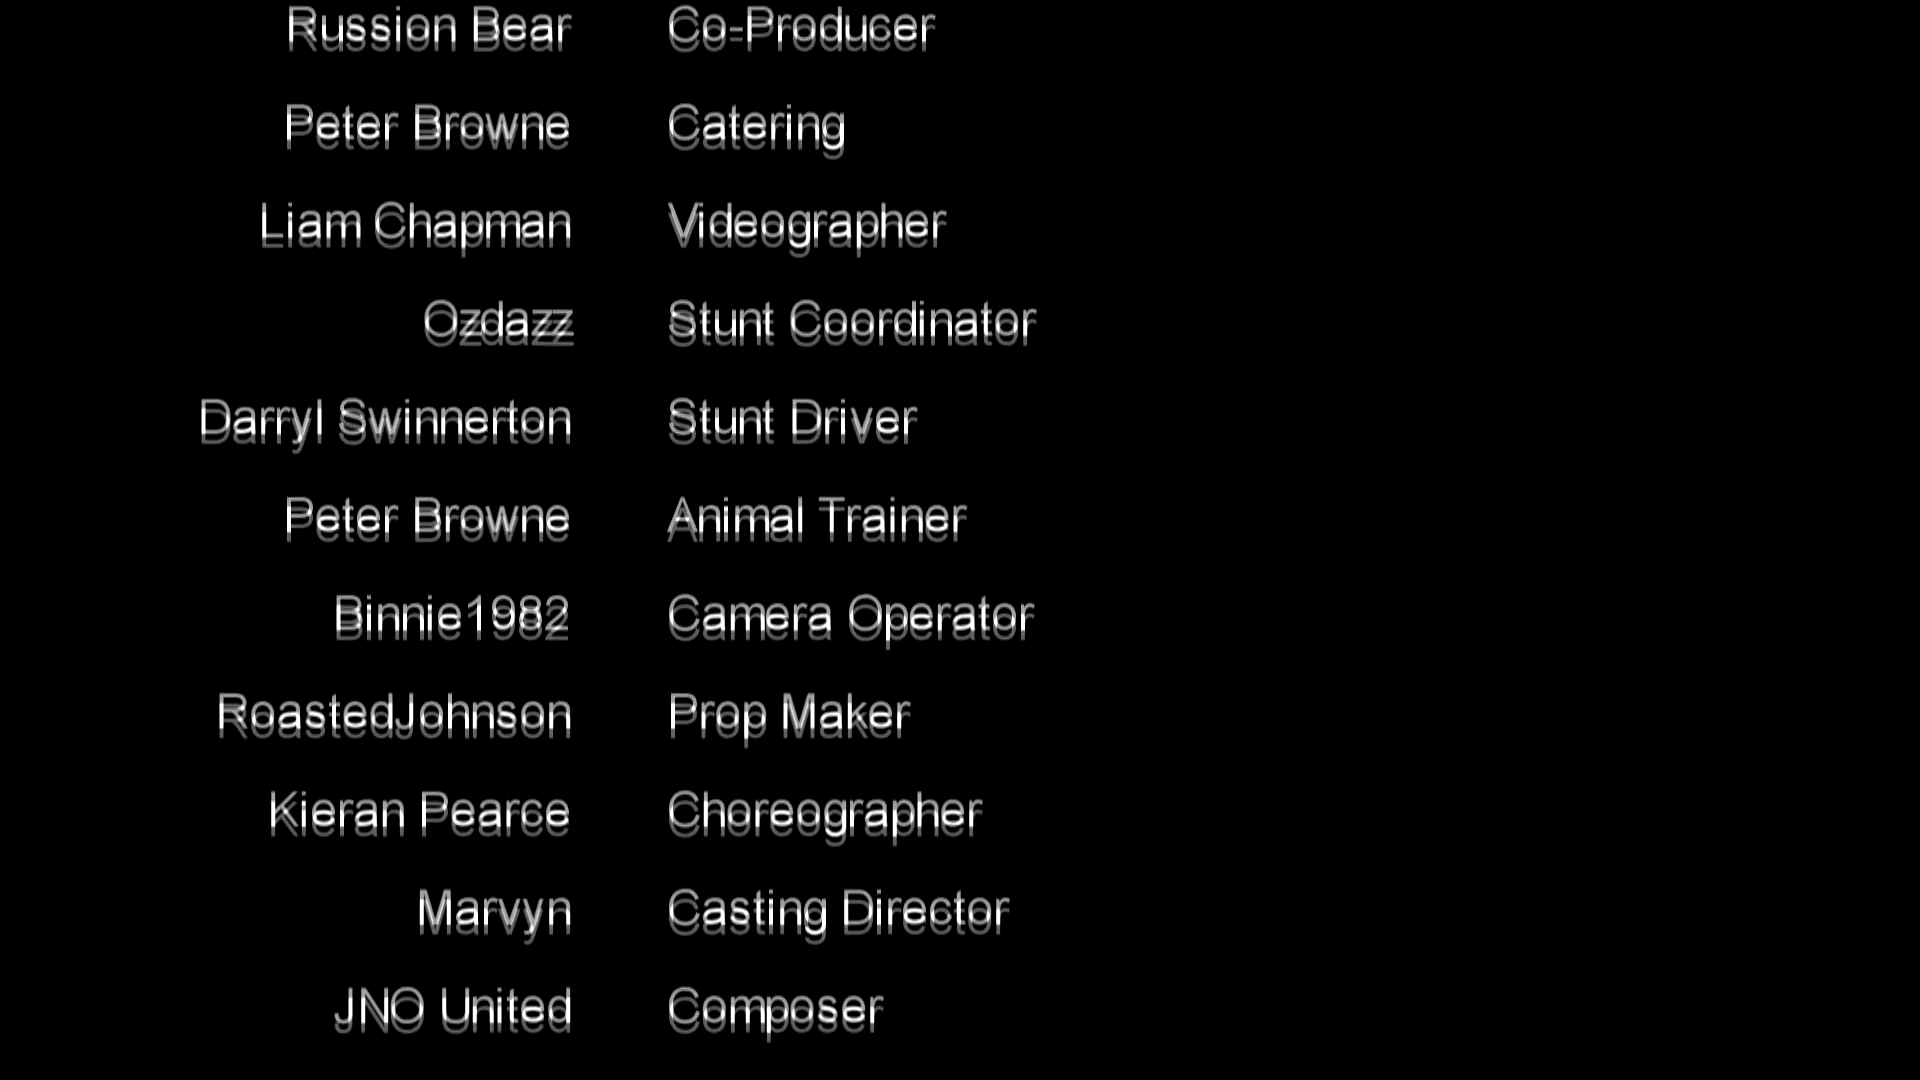 Russion Bear Co-Producer
Peter Browne Catering
Liam Chapman Videographer
Ozdazz Stunt Coordinator
Darryl Swinnerton Stunt Driver
Peter Browne Animal Trainer
Binnie1982 Camera Operator
RoastedJohnson Prop Maker
Kieran Pearce Choreographer
Marvyn Casting Director
JNO United Composer